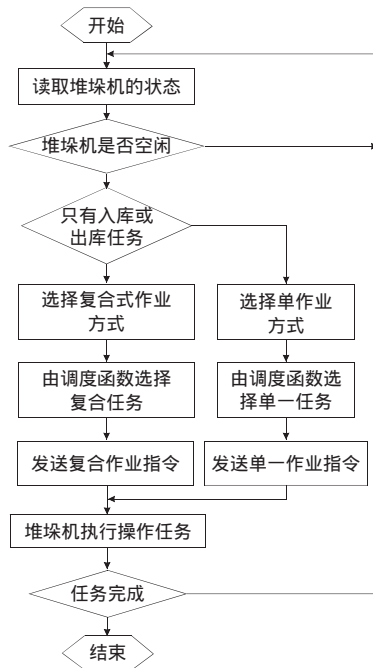 开始
读取堆垛机的状态
堆垛机是否空闲
只有入库或
出库任务
选择复合式作业
方式
选择单作业
方式
由调度函数选择
复合任务
由调度函数选
择单一任务
发送复合作业指令
发送单一作业指令
堆垛机执行操作任务
任务完成
结束